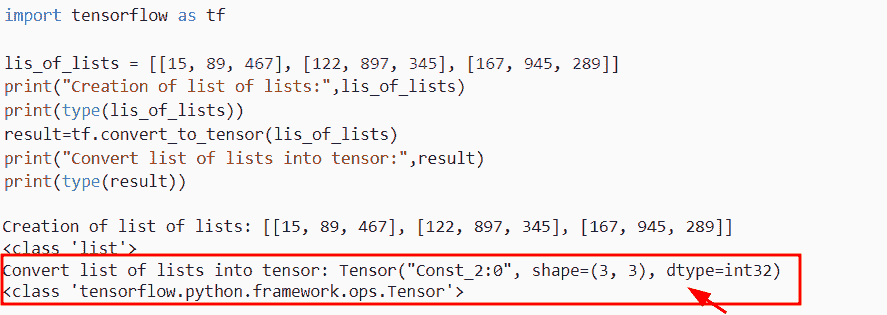 import tensorflow as tf
lis_of_lists = [[15, 89, 467], [122, 897, 345], [167, 945, 289]]
print("Creation of list of lists:",lis_of_lists)
print(type(lis_of_lists))
result=tf.convert_to_tensor(lis_of_lists)
print("Convert list of lists into tensor:",result)
print(type(result))
Creation of list of lists: [[15, 89, 467], [122, 897, 345], [167, 945, 289]]
<class 'list'>
Convert list of lists into tensor: Tensor("Const_2:0", shape=(3, 3), dtype=int32)
<class 'tensorflow.python.framework.ops.Tensor'>